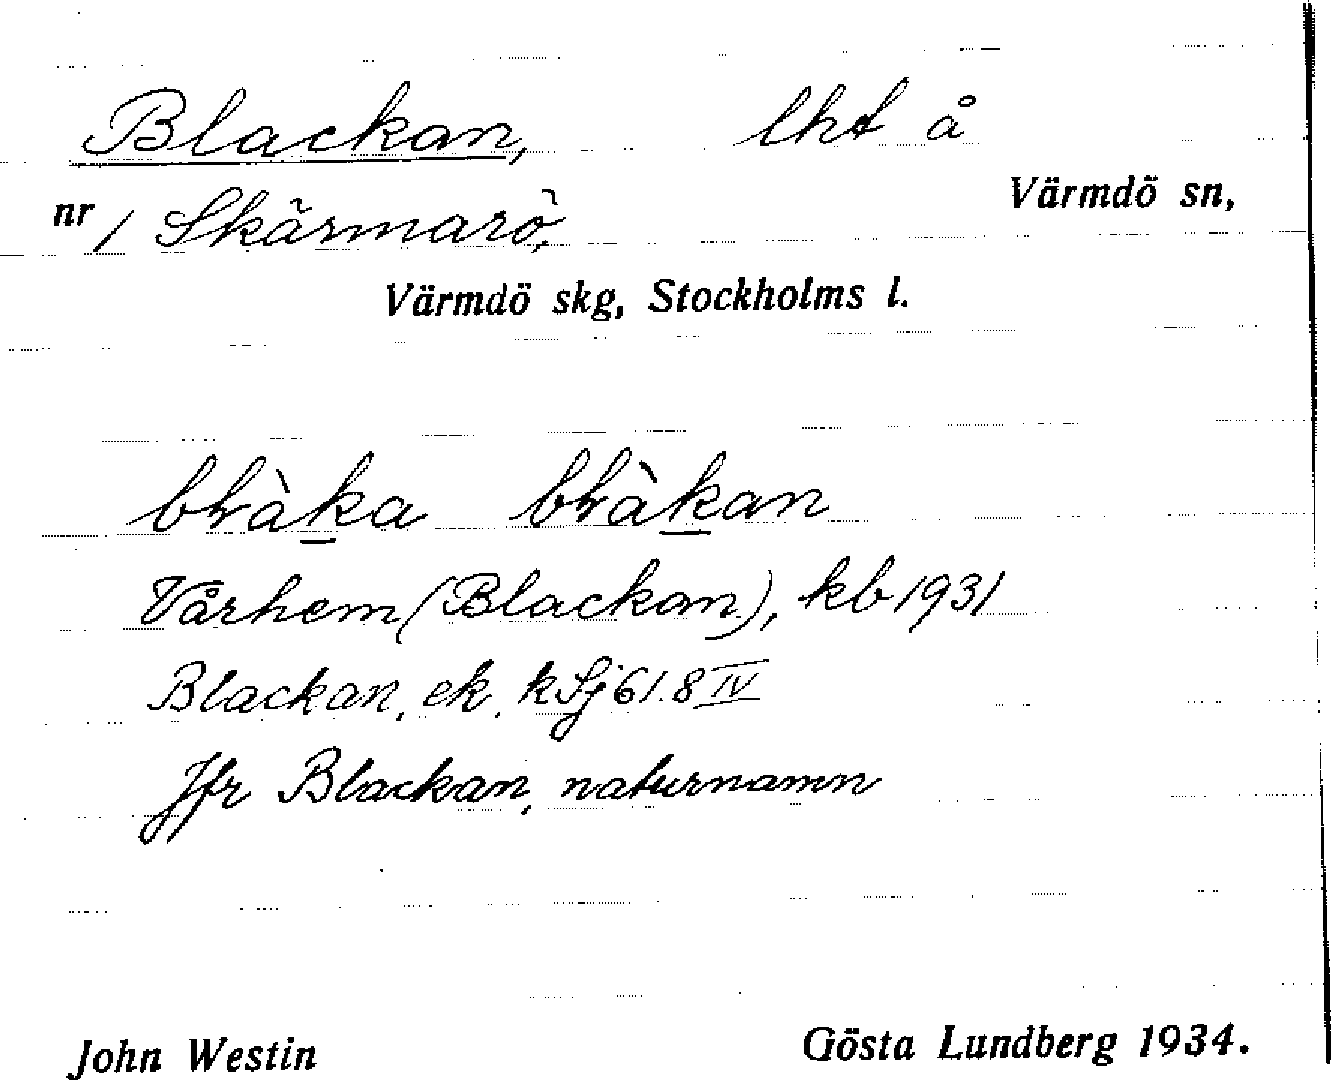 Blackan, lht å
Värmdö sn,
nr 1 Skärmarö,
Värmdö skg, Stockholms l.
blàka blàkan
Vårhem (Blackan), kb 1931
Blackan, ek. k Sj 61.8 IV
Jfr Blackan, naturnamn
John Westin Gösta Lundberg 1934.